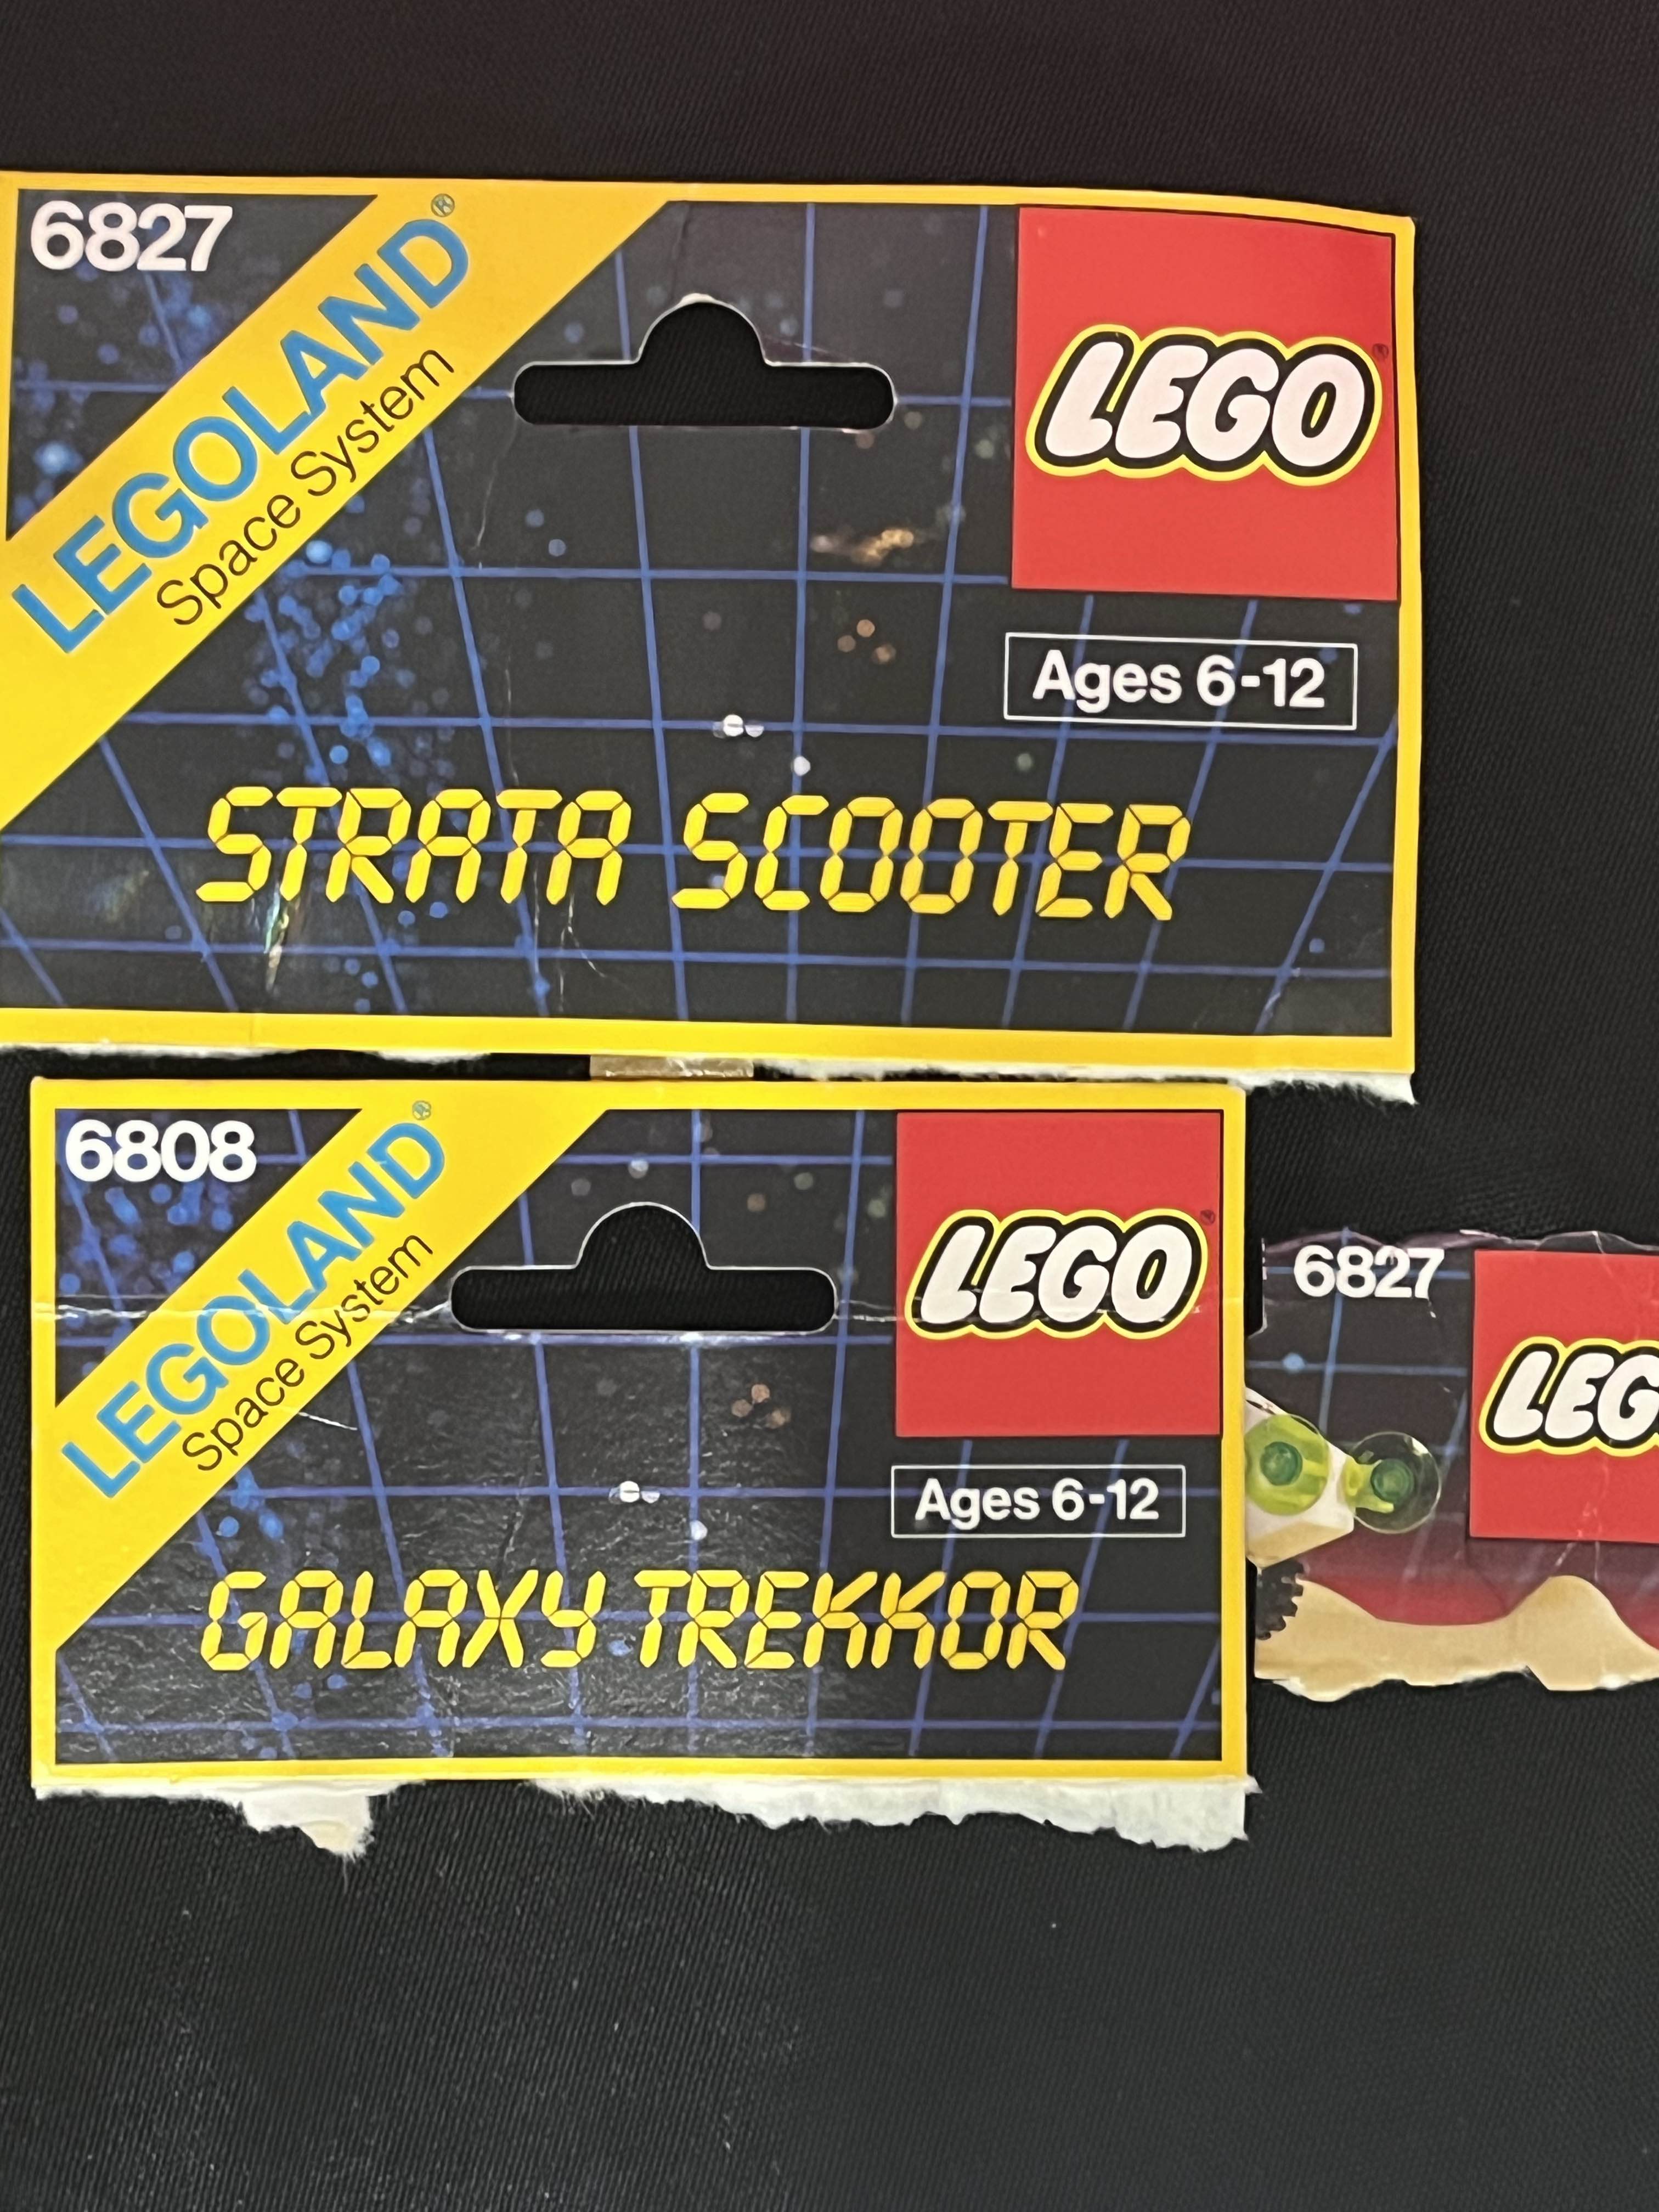 6827
LEGOLAND®
Space System
LEGO®
Ages 6-12
STRATA SCOOTER
6808
LEGOLAND®
Space System
LEGO®
Ages 6-12
GALAXY TREKKOR
6827
LEG